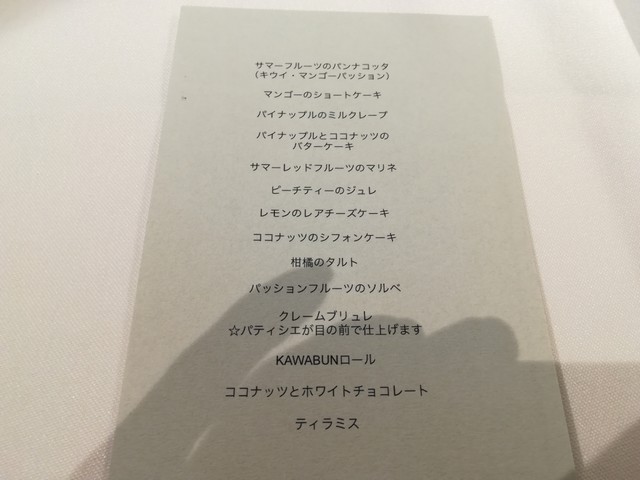 サマーフルーツのパンナコッタ
（キウイ・マンゴーパッション）
マンゴーのショートケーキ
パイナップルのミルクレープ
パイナップルとココナッツの
バターケーキ
サマーレッドフルーツのマリネ
ピーチティーのジュレ
レモンのレアチーズケーキ
ココナッツのシフォンケーキ
柑橘のタルト
パッションフルーツのソルベ
クレームブリュレ
☆パティシエが目の前で仕上げます
KAWABUNロール
ココナッツとホワイトチョコレート
ティラミス